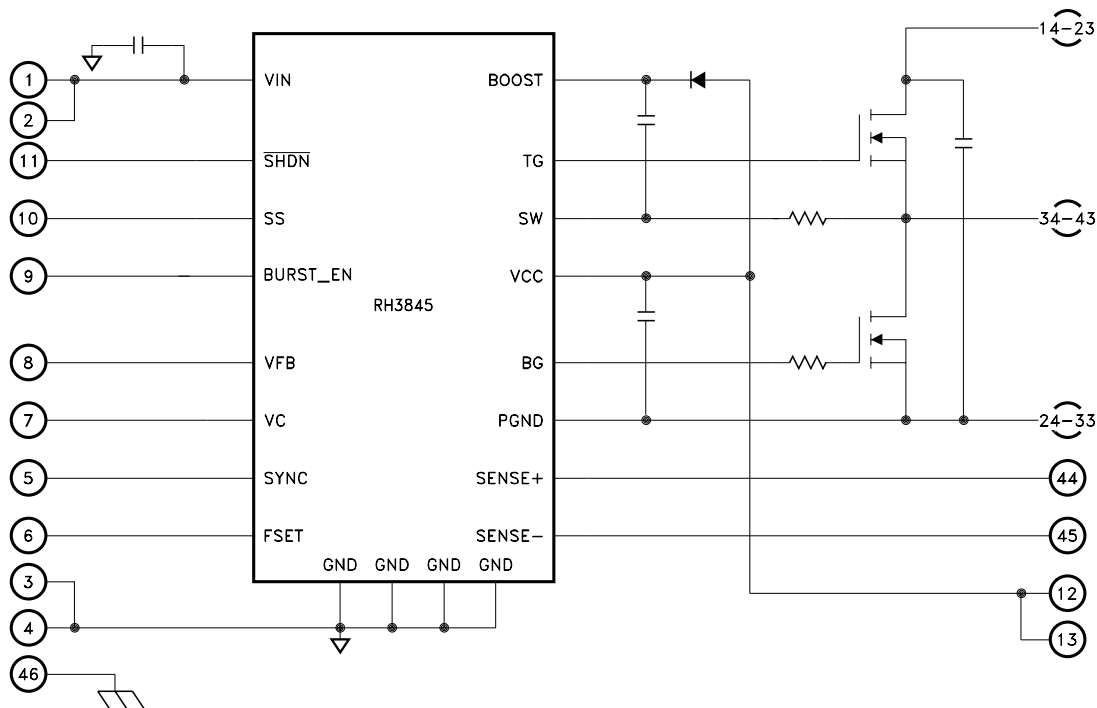 14-23
1
VIN
BOOST
2
11
SHDN
TG
10
SS
SW
34-43
9
BURST_EN
VCC
RH3845
8
VFB
BG
7
VC
PGND
24-33
5
SYNC
SENSE+
44
6
FSET
SENSE-
45
GND GND GND GND
3
12
4
13
46